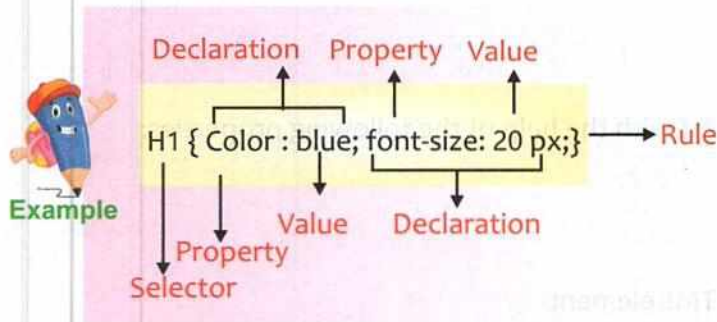 Declaration Property Value
H1 { Color : blue; font-size: 20 px;} Rule
Example
Value Declaration
Property
Selector